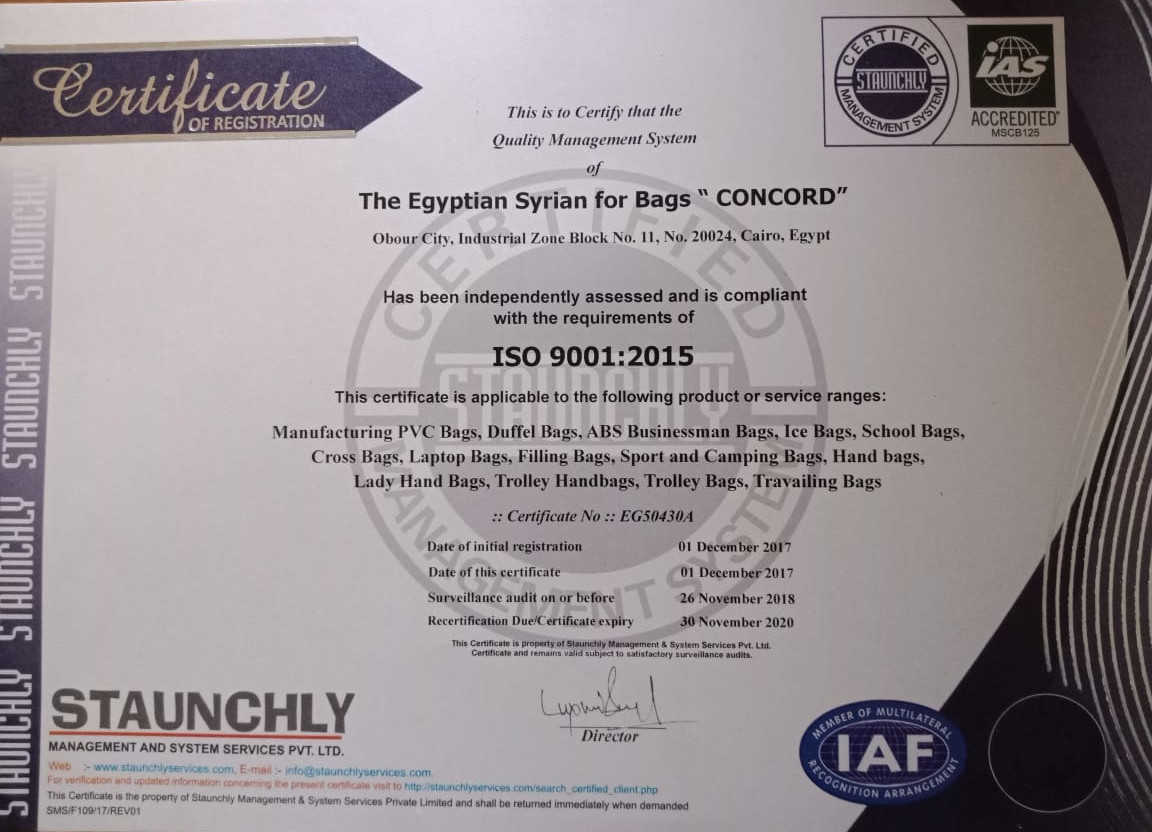 Certificate
OF REGISTRATION
CERTIFIED
STAUNCHLY
MANAGEMENT SYSTEM
IAS
ACCREDITED
MSCB125
This is to Certify that the
Quality Management System
of
The Egyptian Syrian for Bags “ CONCORD”
Obour City, Industrial Zone Block No. 11, No. 20024, Cairo, Egypt
Has been independently assessed and is compliant
with the requirements of
ISO 9001:2015
This certificate is applicable to the following product or service ranges:
Manufacturing PVC Bags, Duffel Bags, ABS Businessman Bags, Ice Bags, School Bags,
Cross Bags, Laptop Bags, Filling Bags, Sport and Camping Bags, Hand bags,
Lady Hand Bags, Trolley Handbags, Trolley Bags, Travailing Bags
:: Certificate No :: EG50430A
Date of initial registration 01 December 2017
Date of this certificate 01 December 2017
Surveillance audit on or before 26 November 2018
Recertification Due/Certificate expiry 30 November 2020
This Certificate is property of Staunchly Management & System Services Pvt. Ltd.
Certificate and remains valid subject to satisfactory surveillance audits.
Director
CERTIFIED
STAUNCHLY
MANAGEMENT SYSTEM
STAUNCHLY STAUNCHLY STAUNCHLY STAUNCHLY STAUNCHLY
STAUNCHLY
MANAGEMENT AND SYSTEM SERVICES PVT. LTD.
Web :- www.staunchlyservices.com, E-mail :- info@staunchlyservices.com.
For verification and updated information concerning the present certificate visit to http://staunchlyservices.com/search_certified_client.php
This Certificate is the property of Staunchly Management & System Services Private Limited and shall be returned immediately when demanded
SMS/F109/17/REV01
MEMBER OF MULTILATERAL
IAF
RECOGNITION ARRANGEMENT